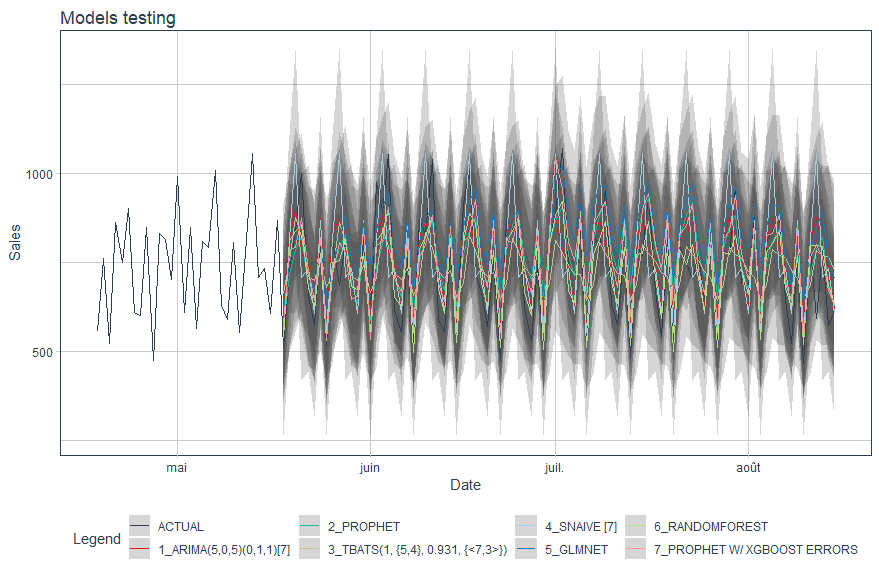 Models testing
1000
500
Sales
mai
juin
juil.
août
Date
Legend
ACTUAL
2_PROPHET
4_SNAIVE [7]
6_RANDOMFOREST
1_ARIMA(5,0,5)(0,1,1)[7]
3_TBATS(1, {5,4}, 0.931, {<7,3>})
5_GLMNET
7_PROPHET W/ XGBOOST ERRORS